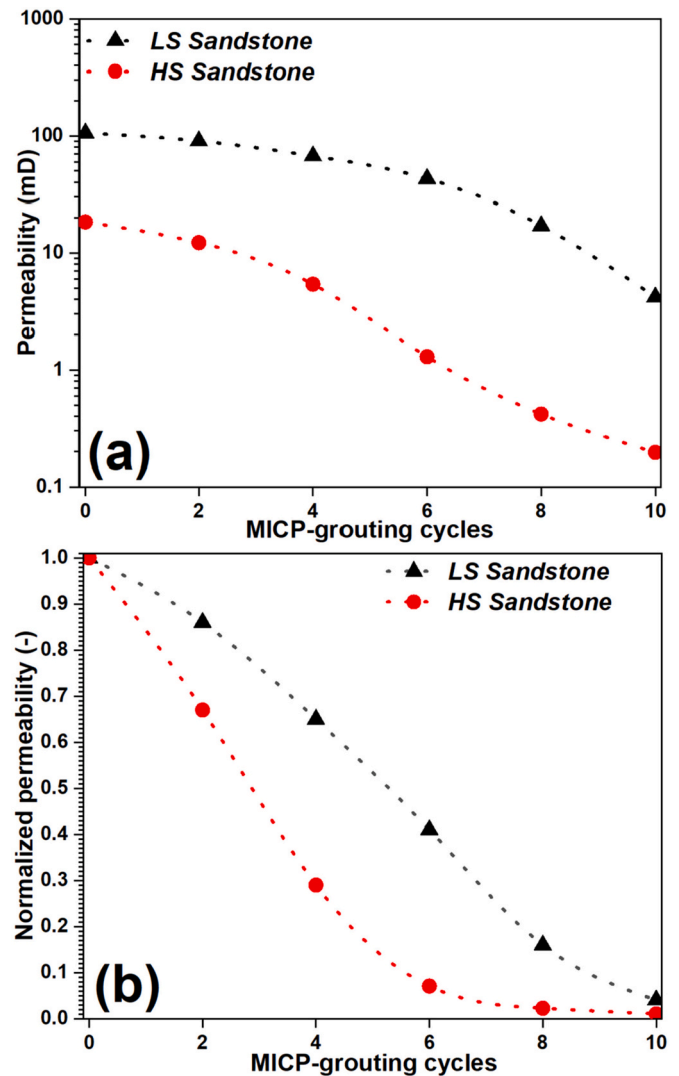 1000
100
10
1
0.1
Permeability (mD)
LS Sandstone
HS Sandstone
(a)
0 2 4 6 8 10
MICP-grouting cycles
1.0
0.9
0.8
0.7
0.6
0.5
0.4
0.3
0.2
0.1
0.0
Normalized permeability (-)
LS Sandstone
HS Sandstone
(b)
0 2 4 6 8 10
MICP-grouting cycles